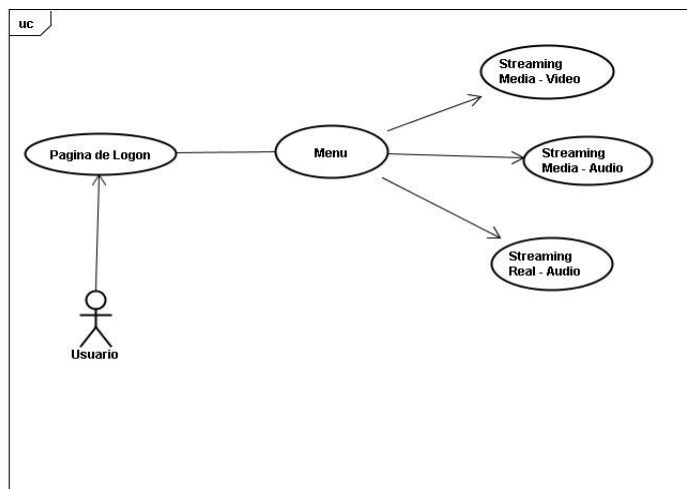 uc
Streaming
Media - Video
Pagina de Logon
Menu
Streaming
Media - Audio
Streaming
Real - Audio
Usuario